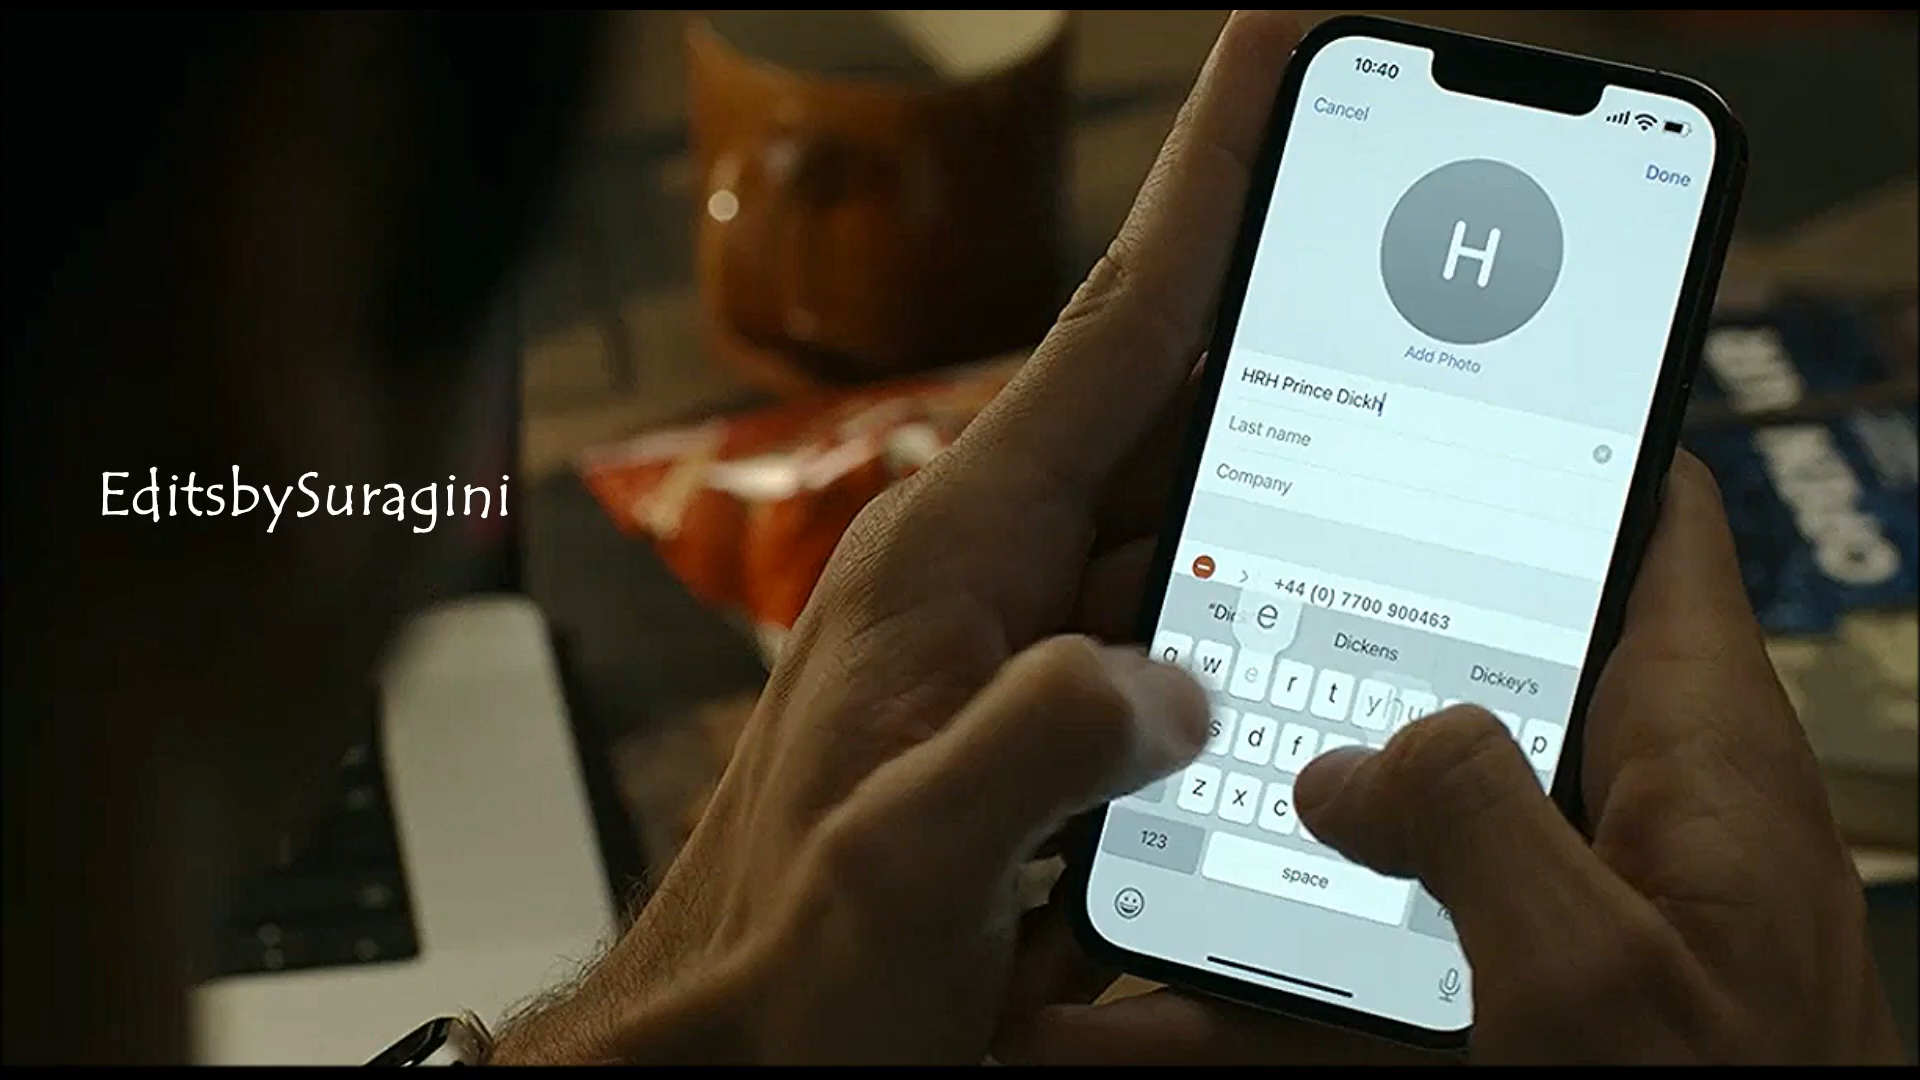 10:40
Cancel
Done
H
Add Photo
HRH Prince Dickh
Last name
Company
+44 (0) 7700 900463
e
Dickens
Dickey's
q w e r t y u p
s d f
z x c
123
space
EditsbySuragini